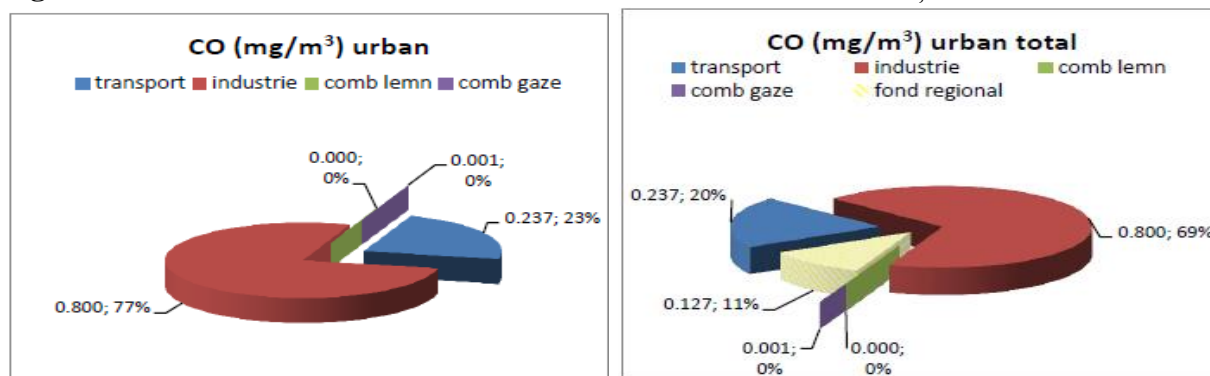 CO (mg/m³) urban
transport industrie comb lemn comb gaze
0.000;
0%
0.001;
0%
0.237; 23%
0.800; 77%
CO (mg/m³) urban total
transport industrie comb lemn
comb gaze fond regional
0.237; 20%
0.800; 69%
0.127; 11%
0.001;
0%
0.000;
0%